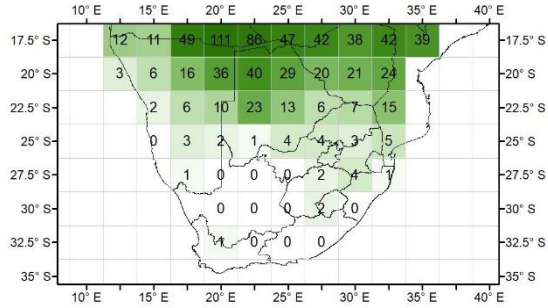 10° E 15° E 20° E 25° E 30° E 35° E 40° E
17.5° S 12 11 49 111 86 47 42 38 42 39 17.5° S
20° S 3 6 16 36 40 29 20 21 24 20° S
22.5° S 2 6 10 23 13 6 7 15 22.5° S
25° S 0 3 2 1 4 4 3 5 25° S
27.5° S 1 0 0 0 2 4 1 27.5° S
30° S 0 0 0 2 0 30° S
32.5° S 1 0 0 0 32.5° S
35° S 35° S
10° E 15° E 20° E 25° E 30° E 35° E 40° E